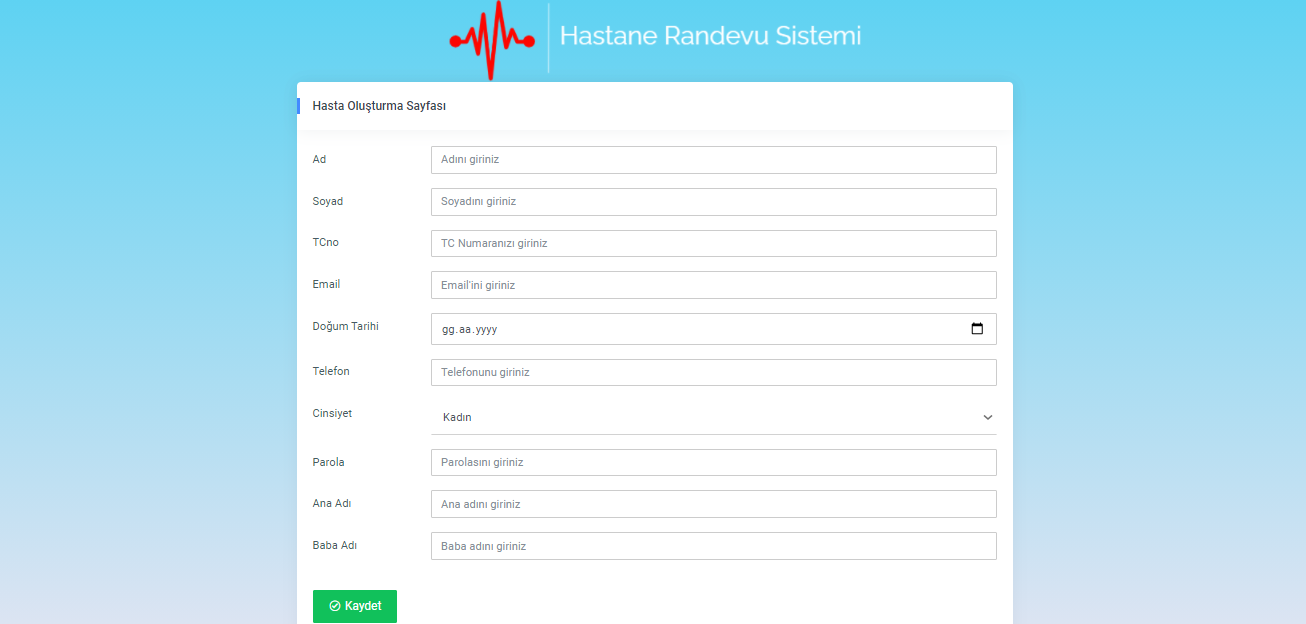 Hastane Randevu Sistemi
Hasta Oluşturma Sayfası
Ad Adını giriniz
Soyad Soyadını giriniz
TCno TC Numaranızı giriniz
Email Email'ini giriniz
Doğum Tarihi gg.aa.yyyy
Telefon Telefonunu giriniz
Cinsiyet Kadın
Parola Parolasını giriniz
Ana Adı Ana adını giriniz
Baba Adı Baba adını giriniz
Kaydet